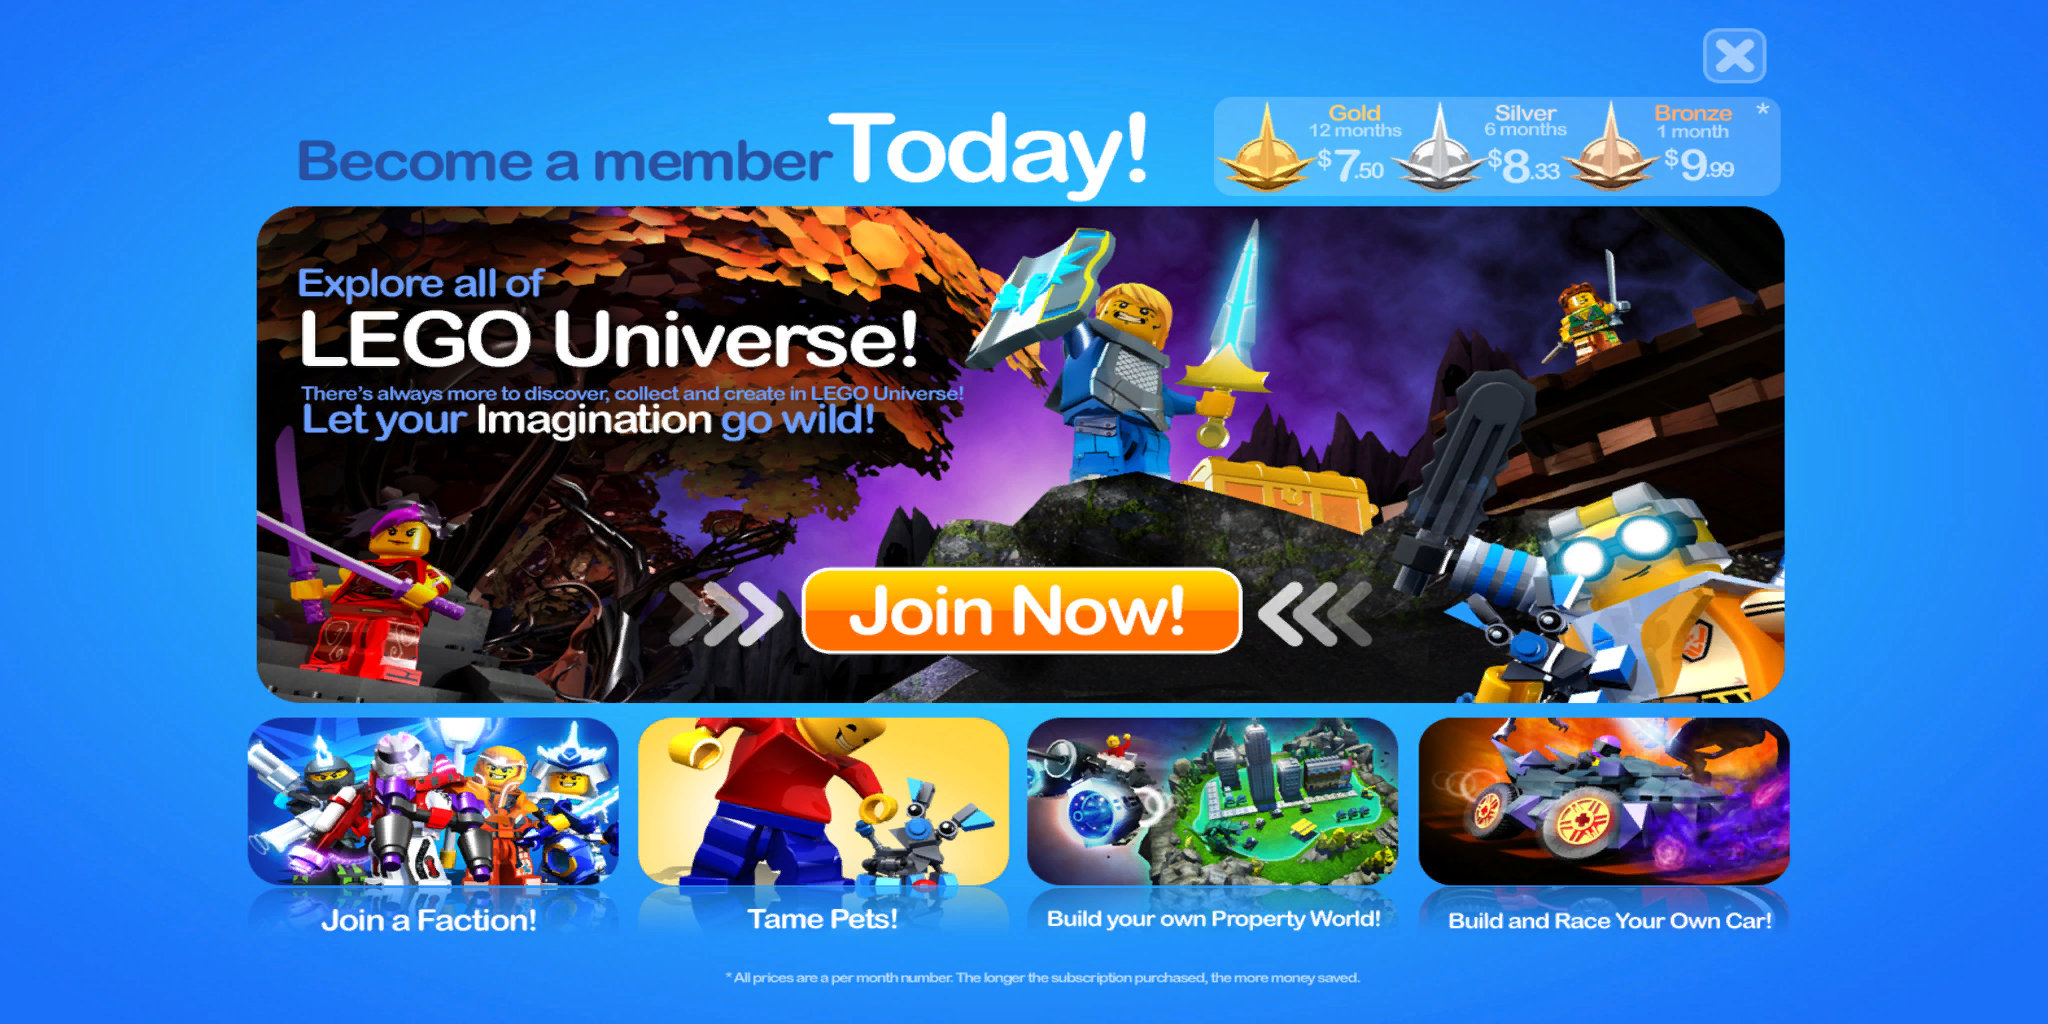 Become a member Today!
Gold
12 months
$7.50
Silver
6 months
$8.33
Bronze
1 month
$9.99
*
Explore all of
LEGO Universe!
There's always more to discover, collect and create in LEGO Universe!
Let your Imagination go wild!
Join Now!
Join a Faction!
Tame Pets!
Build your own Property World!
Build and Race Your Own Car!
* All prices are a per month number. The longer the subscription purchased, the more money saved.